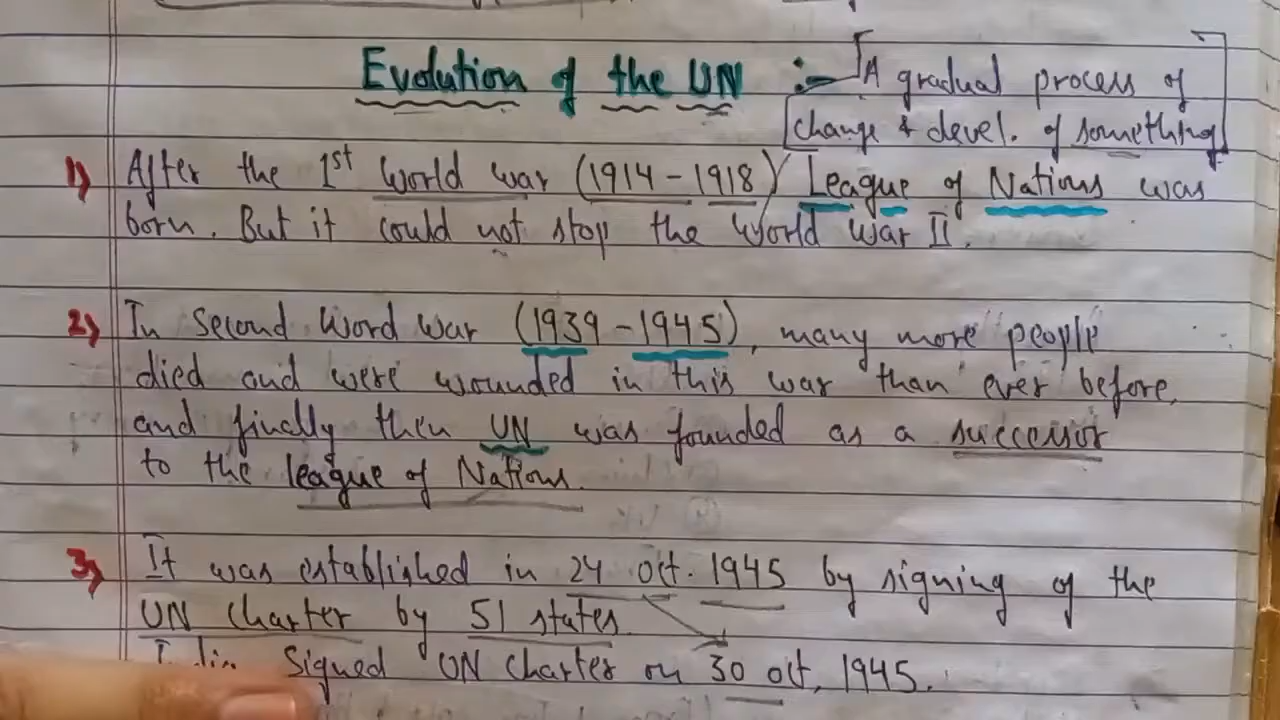 Evolution of the UN :- [A gradual process of
change & devel. of something]
1) After the 1st World War (1914-1918) League of Nations was
born. But it could not stop the World War II.
2) In Second Word War (1939-1945), many more people
died and were wounded in this war than ever before,
and finally then UN was founded as a successor
to the league of Nations.
3) It was established in 24 oct. 1945 by signing of the
UN Charter by 51 states.
Signed UN Charter on 30 oct, 1945.